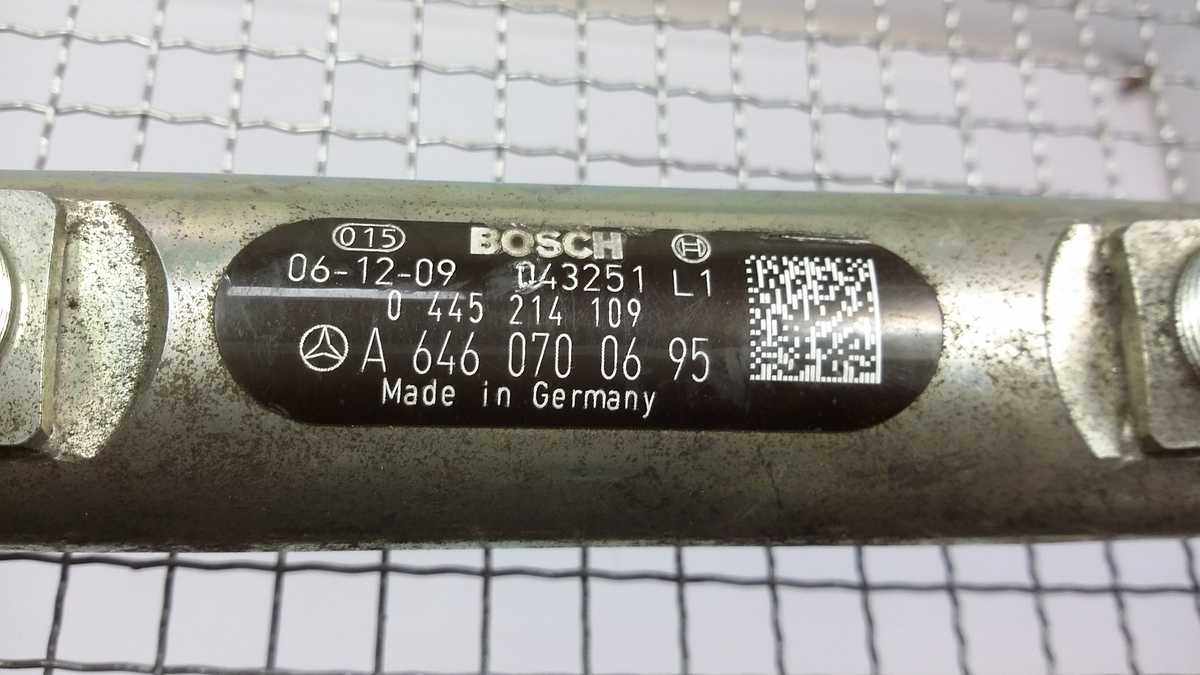 015 BOSCH
06-12-09 043251 L1
0 445 214 109
A 646 070 06 95
Made in Germany